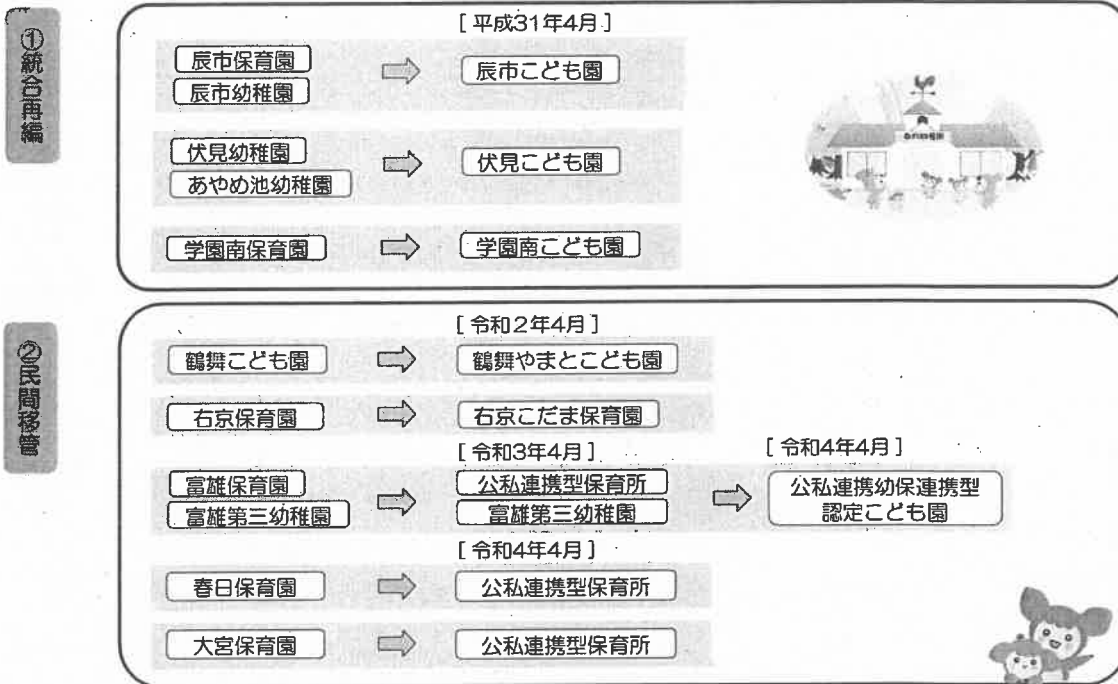 ①統合再編
[平成31年4月]
辰市保育園
辰市幼稚園
辰市こども園
伏見幼稚園
あやめ池幼稚園
伏見こども園
学園南保育園
学園南こども園
②民間移管
[令和2年4月]
鶴舞こども園
鶴舞やまとこども園
右京保育園
右京こだま保育園
[令和3年4月]
[令和4年4月]
富雄保育園
富雄第三幼稚園
公私連携型保育所
富雄第三幼稚園
公私連携幼保連携型
認定こども園
[令和4年4月]
春日保育園
公私連携型保育所
大宮保育園
公私連携型保育所